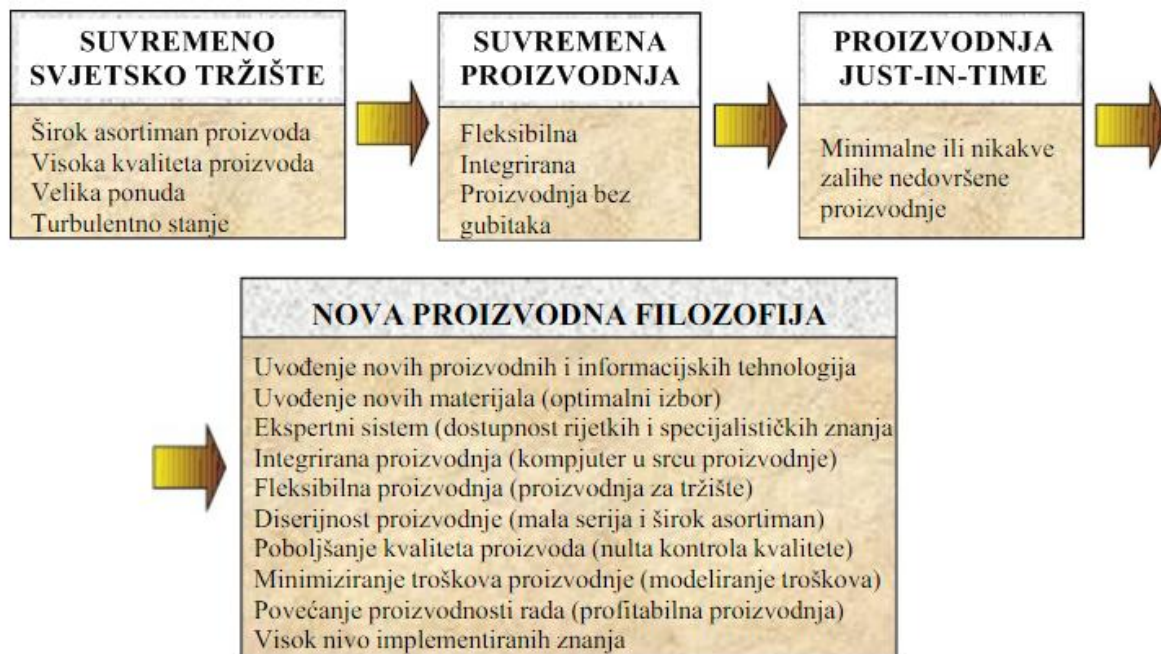 SUVREMENO
SVJETSKO TRŽIŠTE
Širok asortiman proizvoda
Visoka kvaliteta proizvoda
Velika ponuda
Turbulentno stanje
SUVREMENA
PROIZVODNJA
Fleksibilna
Integrirana
Proizvodnja bez
gubitaka
PROIZVODNJA
JUST-IN-TIME
Minimalne ili nikakve
zalihe nedovršene
proizvodnje
NOVA PROIZVODNA FILOZOFIJA
Uvođenje novih proizvodnih i informacijskih tehnologija
Uvođenje novih materijala (optimalni izbor)
Ekspertni sistem (dostupnost rijetkih i specijalističkih znanja
Integrirana proizvodnja (kompjuter u srcu proizvodnje)
Fleksibilna proizvodnja (proizvodnja za tržište)
Diserijnost proizvodnje (mala serija i širok asortiman)
Poboljšanje kvaliteta proizvoda (nulta kontrola kvalitete)
Minimiziranje troškova proizvodnje (modeliranje troškova)
Povećanje proizvodnosti rada (profitabilna proizvodnja)
Visok nivo implementiranih znanja